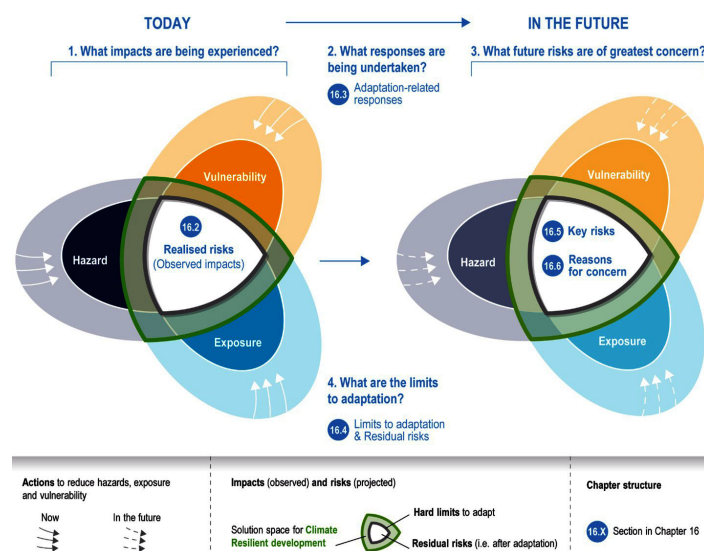 TODAY
IN THE FUTURE
1. What impacts are being experienced?
2. What responses are
being undertaken?
16.3 Adaptation-related
responses
3. What future risks are of greatest concern?
Vulnerability
Hazard
16.2
Realised risks
(Observed impacts)
Exposure
Vulnerability
Hazard
16.5 Key risks
16.6 Reasons
for concern
Exposure
4. What are the limits
to adaptation?
16.4 Limits to adaptation
& Residual risks
Actions to reduce hazards, exposure
and vulnerability
Now
In the future
Impacts (observed) and risks (projected)
Solution space for Climate
Resilient development
Hard limits to adapt
Residual risks (i.e. after adaptation)
Chapter structure
16.X Section in Chapter 16